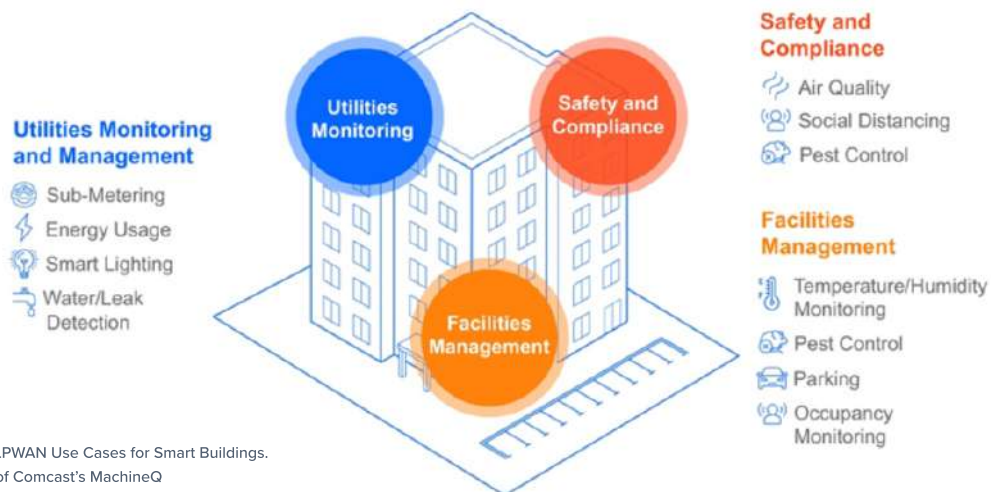 Utilities Monitoring
and Management
Sub-Metering
Energy Usage
Smart Lighting
Water/Leak
Detection
Utilities
Monitoring
Safety and
Compliance
Facilities
Management
Safety and
Compliance
Air Quality
Social Distancing
Pest Control
Facilities
Management
Temperature/Humidity
Monitoring
Pest Control
Parking
Occupancy
Monitoring
PWAN Use Cases for Smart Buildings.
of Comcast's MachineQ